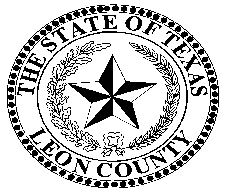 THE STATE OF TEXAS
LEON COUNTY